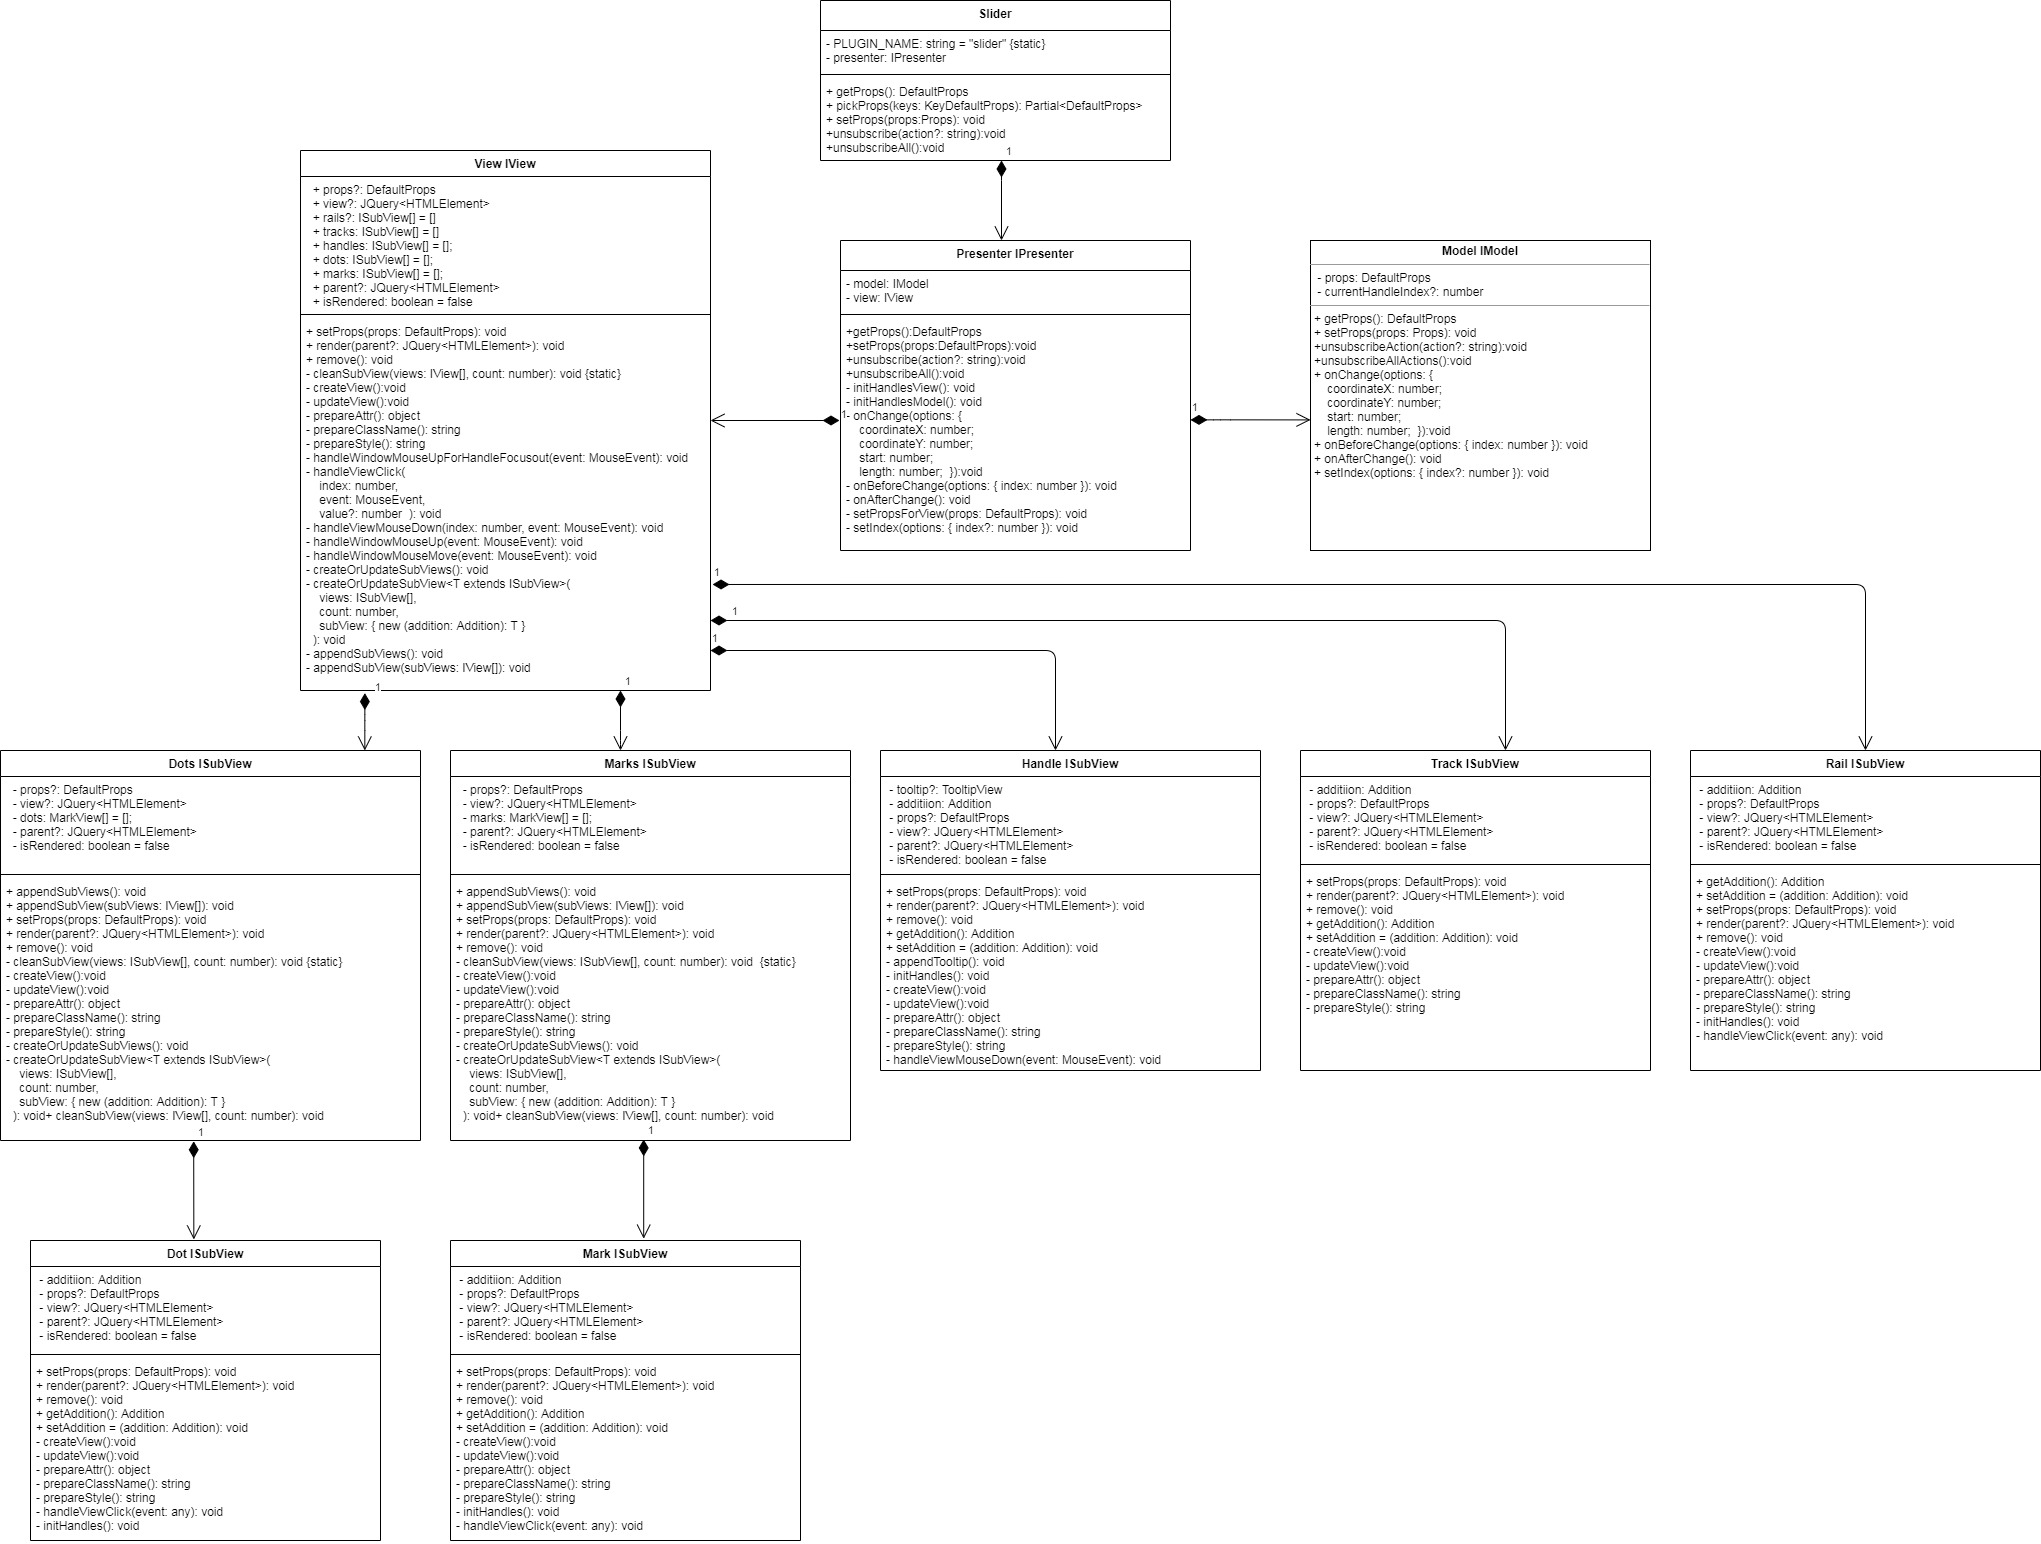 Slider
- PLUGIN_NAME: string = "slider" {static}
- presenter: IPresenter
+ getProps(): DefaultProps
+ pickProps(keys: KeyDefaultProps): Partial<DefaultProps>
+ setProps(props:Props): void
+unsubscribe(action?: string):void
+unsubscribeAll():void
1
View IView
+ props?: DefaultProps
+ view?: JQuery<HTMLElement>
+ rails?: ISubView[] = []
+ tracks: ISubView[] = []
+ handles: ISubView[] = [];
+ dots: ISubView[] = [];
+ marks: ISubView[] = [];
+ parent?: JQuery<HTMLElement>
+ isRendered: boolean = false
+ setProps(props: DefaultProps): void
+ render(parent?: JQuery<HTMLElement>): void
+ remove(): void
- cleanSubView(views: IView[], count: number): void {static}
- createView():void
- updateView():void
- prepareAttr(): object
- prepareClassName(): string
- prepareStyle(): string
- handleWindowMouseUpForHandleFocusout(event: MouseEvent): void
- handleViewClick(
index: number,
event: MouseEvent,
value?: number  ): void
- handleViewMouseDown(index: number, event: MouseEvent): void
- handleWindowMouseUp(event: MouseEvent): void
- handleWindowMouseMove(event: MouseEvent): void
- createOrUpdateSubViews(): void
- createOrUpdateSubView<T extends ISubView>(
views: ISubView[],
count: number,
subView: { new (addition: Addition): T }
): void
- appendSubViews(): void
- appendSubView(subViews: IView[]): void
Presenter IPresenter
- model: IModel
- view: IView
+getProps():DefaultProps
+setProps(props:DefaultProps):void
+unsubscribe(action?: string):void
+unsubscribeAll():void
- initHandlesView(): void
- initHandlesModel(): void
1
- onChange(options: {
coordinateX: number;
coordinateY: number;
start: number;
length: number;  }):void
- onBeforeChange(options: { index: number }): void
- onAfterChange(): void
- setPropsForView(props: DefaultProps): void
- setIndex(options: { index?: number }): void
1
Model IModel
- props: DefaultProps
- currentHandleIndex?: number
+ getProps(): DefaultProps
+ setProps(props: Props): void
+unsubscribeAction(action?: string):void
+unsubscribeAllActions():void
+ onChange(options: {
coordinateX: number;
coordinateY: number;
start: number;
length: number;  }):void
+ onBeforeChange(options: { index: number }): void
+ onAfterChange(): void
+ setIndex(options: { index?: number }): void
1
1
1
1
1
Dots ISubView
- props?: DefaultProps
- view?: JQuery<HTMLElement>
- dots: MarkView[] = [];
- parent?: JQuery<HTMLElement>
- isRendered: boolean = false
+ appendSubViews(): void
+ appendSubView(subViews: IView[]): void
+ setProps(props: DefaultProps): void
+ render(parent?: JQuery<HTMLElement>): void
+ remove(): void
- cleanSubView(views: ISubView[], count: number): void {static}
- createView():void
- updateView():void
- prepareAttr(): object
- prepareClassName(): string
- prepareStyle(): string
- createOrUpdateSubViews(): void
- createOrUpdateSubView<T extends ISubView>(
views: ISubView[],
count: number,
subView: { new (addition: Addition): T }
): void+ cleanSubView(views: IView[], count: number): void
1
Marks ISubView
- props?: DefaultProps
- view?: JQuery<HTMLElement>
- marks: MarkView[] = [];
- parent?: JQuery<HTMLElement>
- isRendered: boolean = false
+ appendSubViews(): void
+ appendSubView(subViews: IView[]): void
+ setProps(props: DefaultProps): void
+ render(parent?: JQuery<HTMLElement>): void
+ remove(): void
- cleanSubView(views: ISubView[], count: number): void  {static}
- createView():void
- updateView():void
- prepareAttr(): object
- prepareClassName(): string
- prepareStyle(): string
- createOrUpdateSubViews(): void
- createOrUpdateSubView<T extends ISubView>(
views: ISubView[],
count: number,
subView: { new (addition: Addition): T }
): void+ cleanSubView(views: IView[], count: number): void
1
Handle ISubView
- tooltip?: TooltipView
- additiion: Addition
- props?: DefaultProps
- view?: JQuery<HTMLElement>
- parent?: JQuery<HTMLElement>
- isRendered: boolean = false
+ setProps(props: DefaultProps): void
+ render(parent?: JQuery<HTMLElement>): void
+ remove(): void
+ getAddition(): Addition
+ setAddition = (addition: Addition): void
- appendTooltip(): void
- initHandles(): void
- createView():void
- updateView():void
- prepareAttr(): object
- prepareClassName(): string
- prepareStyle(): string
- handleViewMouseDown(event: MouseEvent): void
Track ISubView
- additiion: Addition
- props?: DefaultProps
- view?: JQuery<HTMLElement>
- parent?: JQuery<HTMLElement>
- isRendered: boolean = false
+ setProps(props: DefaultProps): void
+ render(parent?: JQuery<HTMLElement>): void
+ remove(): void
+ getAddition(): Addition
+ setAddition = (addition: Addition): void
- createView():void
- updateView():void
- prepareAttr(): object
- prepareClassName(): string
- prepareStyle(): string
Rail ISubView
- additiion: Addition
- props?: DefaultProps
- view?: JQuery<HTMLElement>
- parent?: JQuery<HTMLElement>
- isRendered: boolean = false
+ getAddition(): Addition
+ setAddition = (addition: Addition): void
+ setProps(props: DefaultProps): void
+ render(parent?: JQuery<HTMLElement>): void
+ remove(): void
- createView():void
- updateView():void
- prepareAttr(): object
- prepareClassName(): string
- prepareStyle(): string
- initHandles(): void
- handleViewClick(event: any): void
Dot ISubView
- additiion: Addition
- props?: DefaultProps
- view?: JQuery<HTMLElement>
- parent?: JQuery<HTMLElement>
- isRendered: boolean = false
+ setProps(props: DefaultProps): void
+ render(parent?: JQuery<HTMLElement>): void
+ remove(): void
+ getAddition(): Addition
+ setAddition = (addition: Addition): void
- createView():void
- updateView():void
- prepareAttr(): object
- prepareClassName(): string
- prepareStyle(): string
- handleViewClick(event: any): void
- initHandles(): void
Mark ISubView
- additiion: Addition
- props?: DefaultProps
- view?: JQuery<HTMLElement>
- parent?: JQuery<HTMLElement>
- isRendered: boolean = false
+ setProps(props: DefaultProps): void
+ render(parent?: JQuery<HTMLElement>): void
+ remove(): void
+ getAddition(): Addition
+ setAddition = (addition: Addition): void
- createView():void
- updateView():void
- prepareAttr(): object
- prepareClassName(): string
- prepareStyle(): string
- initHandles(): void
- handleViewClick(event: any): void